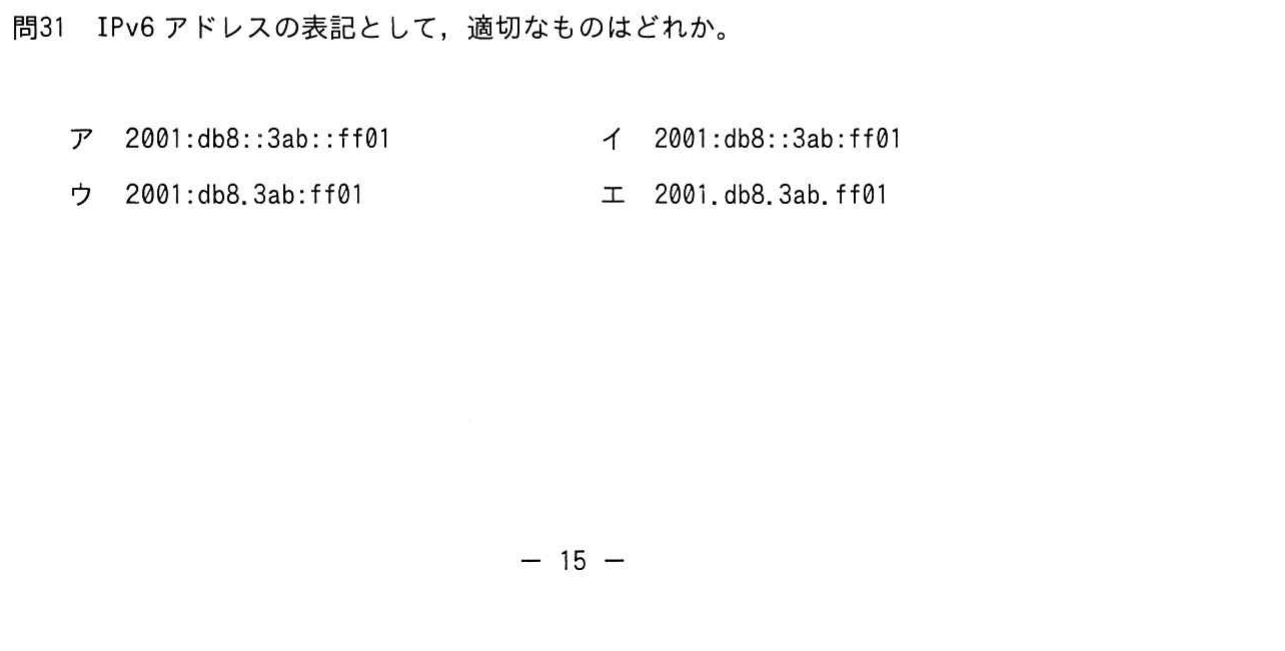 問31　IPv6 アドレスの表記として，適切なものはどれか。
ア　2001:db8::3ab::ff01　　イ　2001:db8::3ab:ff01
ウ　2001:db8.3ab:ff01　　エ　2001.db8.3ab.ff01
－ 15 －